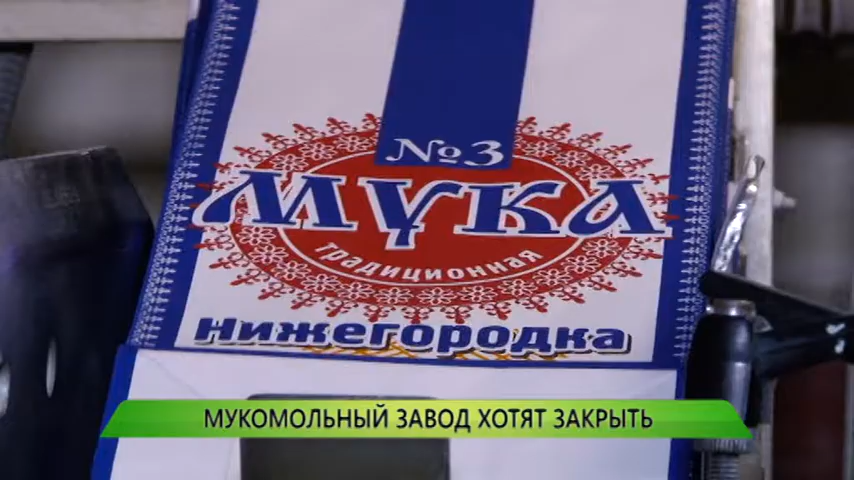 №3
Мука
традиционная
Нижегородка
МУКОМОЛЬНЫЙ ЗАВОД ХОТЯТ ЗАКРЫТЬ